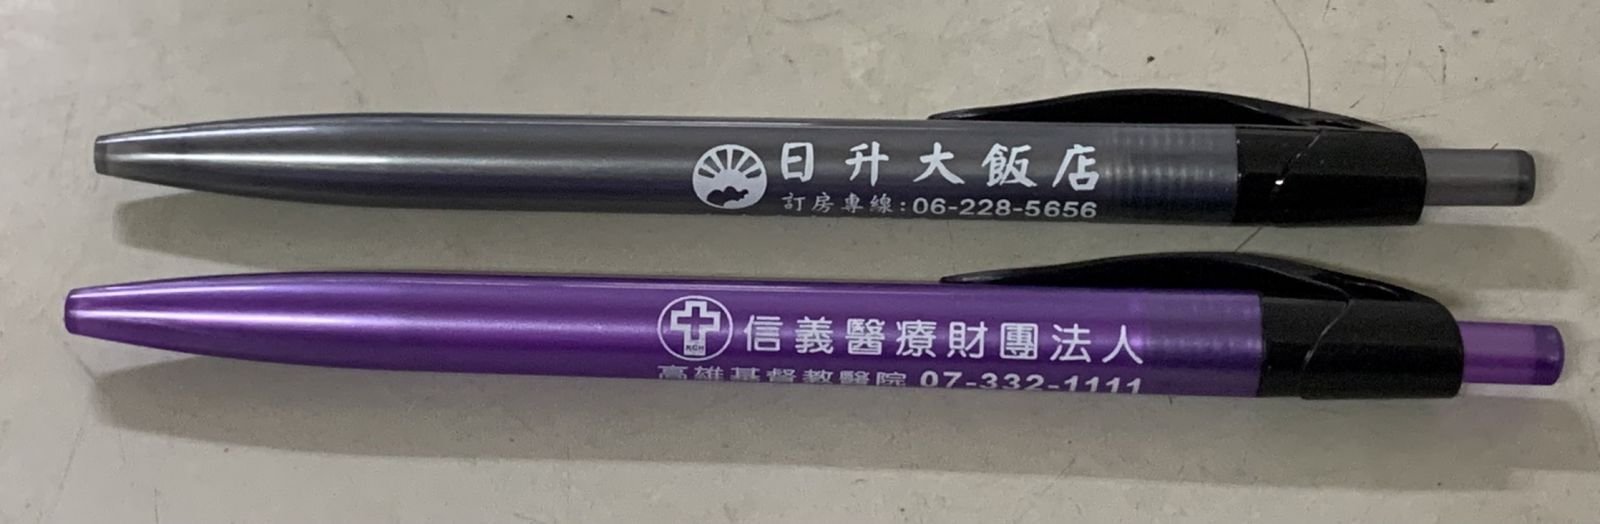 日升大飯店
訂房專線:06-228-5656
KCH
信義醫療財團法人
高雄基督教醫院 07-332-1111